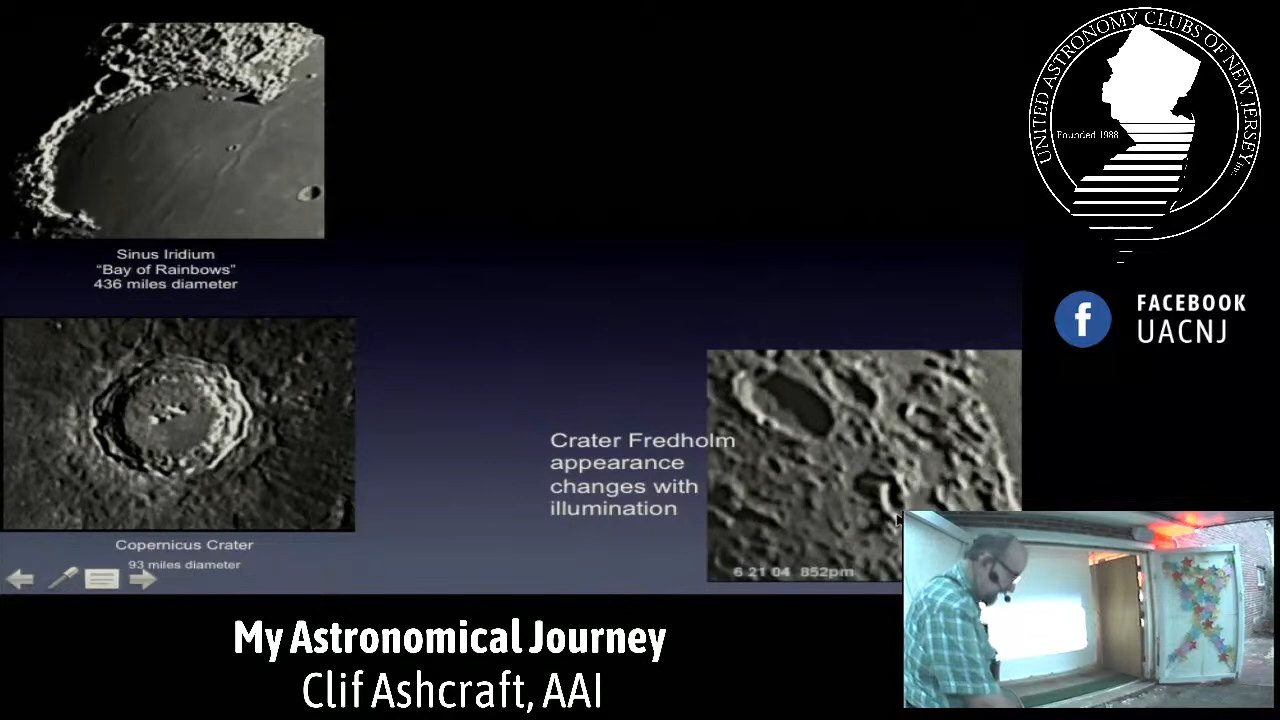 Sinus Iridium
“Bay of Rainbows”
436 miles diameter
Copernicus Crater
93 miles diameter
Crater Fredholm
appearance
changes with
illumination
6 21 04 852pm
UNITED ASTRONOMY CLUBS OF NEW JERSEY, Inc.
Founded 1988
FACEBOOK
UACNJ
My Astronomical Journey
Clif Ashcraft, AAI